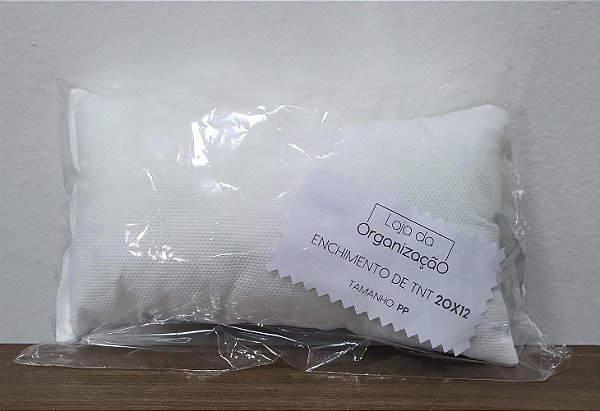 Loja da
OrganizaçãO
ENCHIMENTO DE TNT 20X12
TAMANHO PP